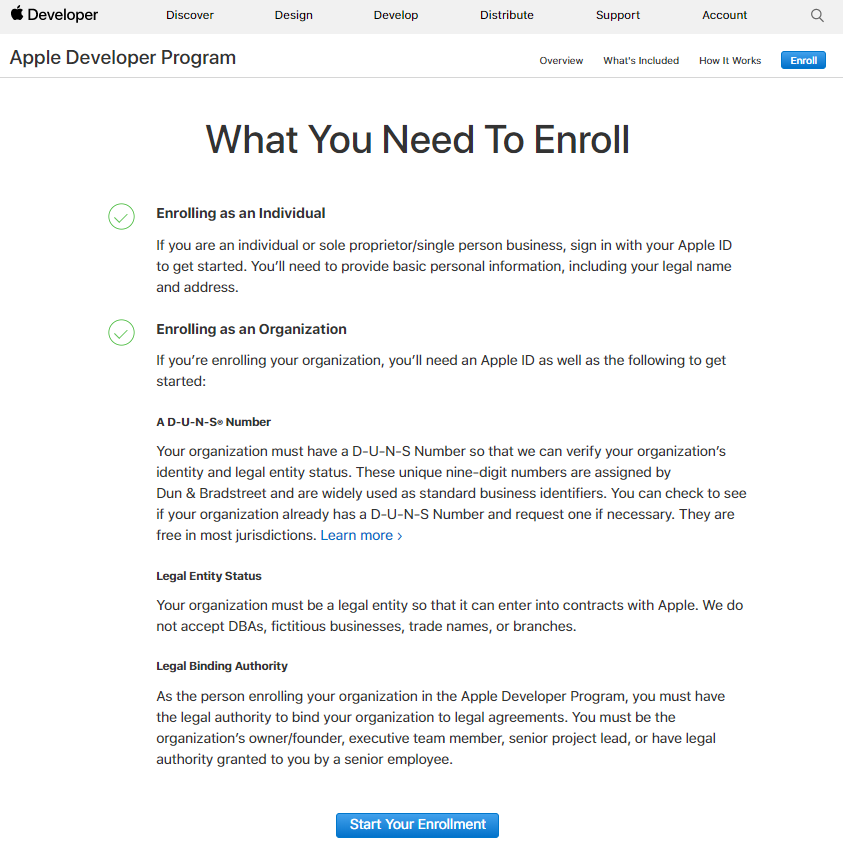 Developer
Discover
Design
Develop
Distribute
Support
Account
Apple Developer Program
Overview
What's Included
How It Works
Enroll
What You Need To Enroll
Enrolling as an Individual
If you are an individual or sole proprietor/single person business, sign in with your Apple ID
to get started. You’ll need to provide basic personal information, including your legal name
and address.
Enrolling as an Organization
If you’re enrolling your organization, you’ll need an Apple ID as well as the following to get
started:
A D-U-N-S® Number
Your organization must have a D-U-N-S Number so that we can verify your organization’s
identity and legal entity status. These unique nine-digit numbers are assigned by
Dun & Bradstreet and are widely used as standard business identifiers. You can check to see
if your organization already has a D-U-N-S Number and request one if necessary. They are
free in most jurisdictions. Learn more ›
Legal Entity Status
Your organization must be a legal entity so that it can enter into contracts with Apple. We do
not accept DBAs, fictitious businesses, trade names, or branches.
Legal Binding Authority
As the person enrolling your organization in the Apple Developer Program, you must have
the legal authority to bind your organization to legal agreements. You must be the
organization’s owner/founder, executive team member, senior project lead, or have legal
authority granted to you by a senior employee.
Start Your Enrollment